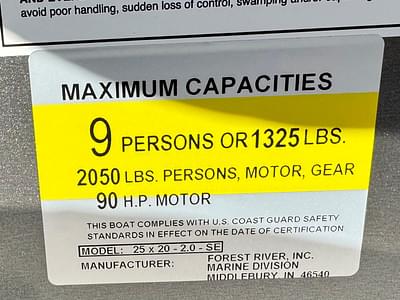 avoid poor handling, sudden loss of control, swamping
MAXIMUM CAPACITIES
9 PERSONS OR 1325 LBS.
2050 LBS. PERSONS, MOTOR, GEAR
90 H.P. MOTOR
THIS BOAT COMPLIES WITH U.S. COAST GUARD SAFETY
STANDARDS IN EFFECT ON THE DATE OF CERTIFICATION
MODEL: 25 x 20 - 2.0 - SE
MANUFACTURER: FOREST RIVER, INC.
MARINE DIVISION
MIDDLEBURY, IN 46540